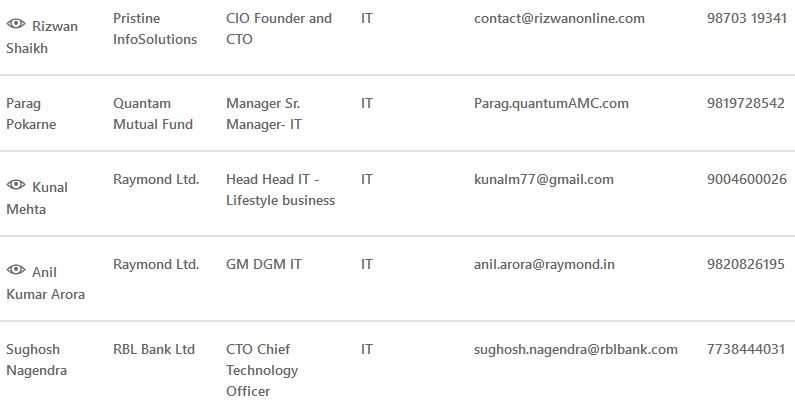 Rizwan Shaikh Pristine InfoSolutions CIO Founder and CTO IT contact@rizwanonline.com 98703 19341
Parag Pokarne Quantam Mutual Fund Manager Sr. Manager- IT IT Parag.quantumAMC.com 9819728542
Kunal Mehta Raymond Ltd. Head Head IT - Lifestyle business IT kunalm77@gmail.com 9004600026
Anil Kumar Arora Raymond Ltd. GM DGM IT IT anil.arora@raymond.in 9820826195
Sughosh Nagendra RBL Bank Ltd CTO Chief Technology Officer IT sughosh.nagendra@rblbank.com 7738444031